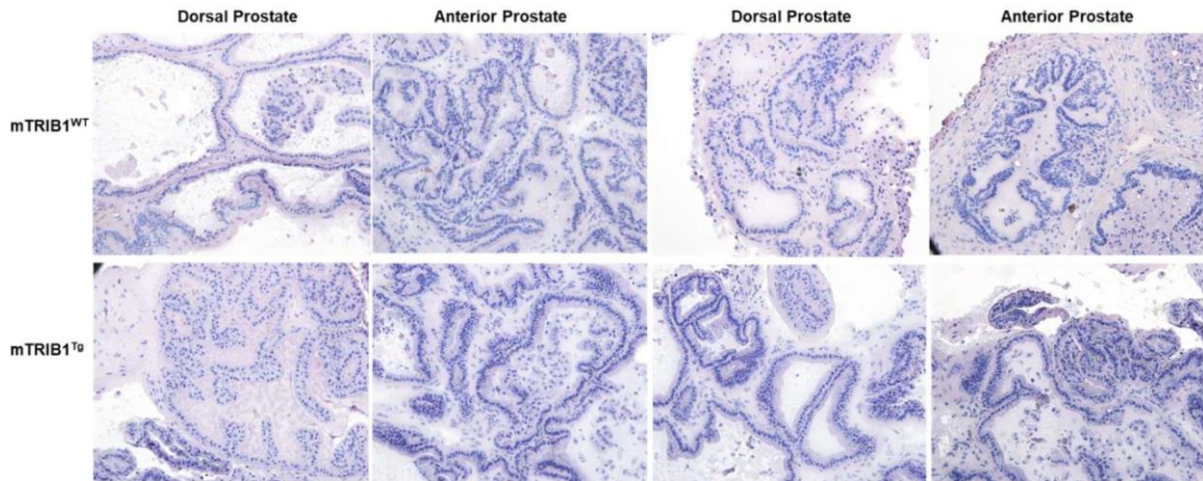 Dorsal Prostate Anterior Prostate Dorsal Prostate Anterior Prostate
mTRIB1ᵂᵀ
mTRIB1ᵀᵍ